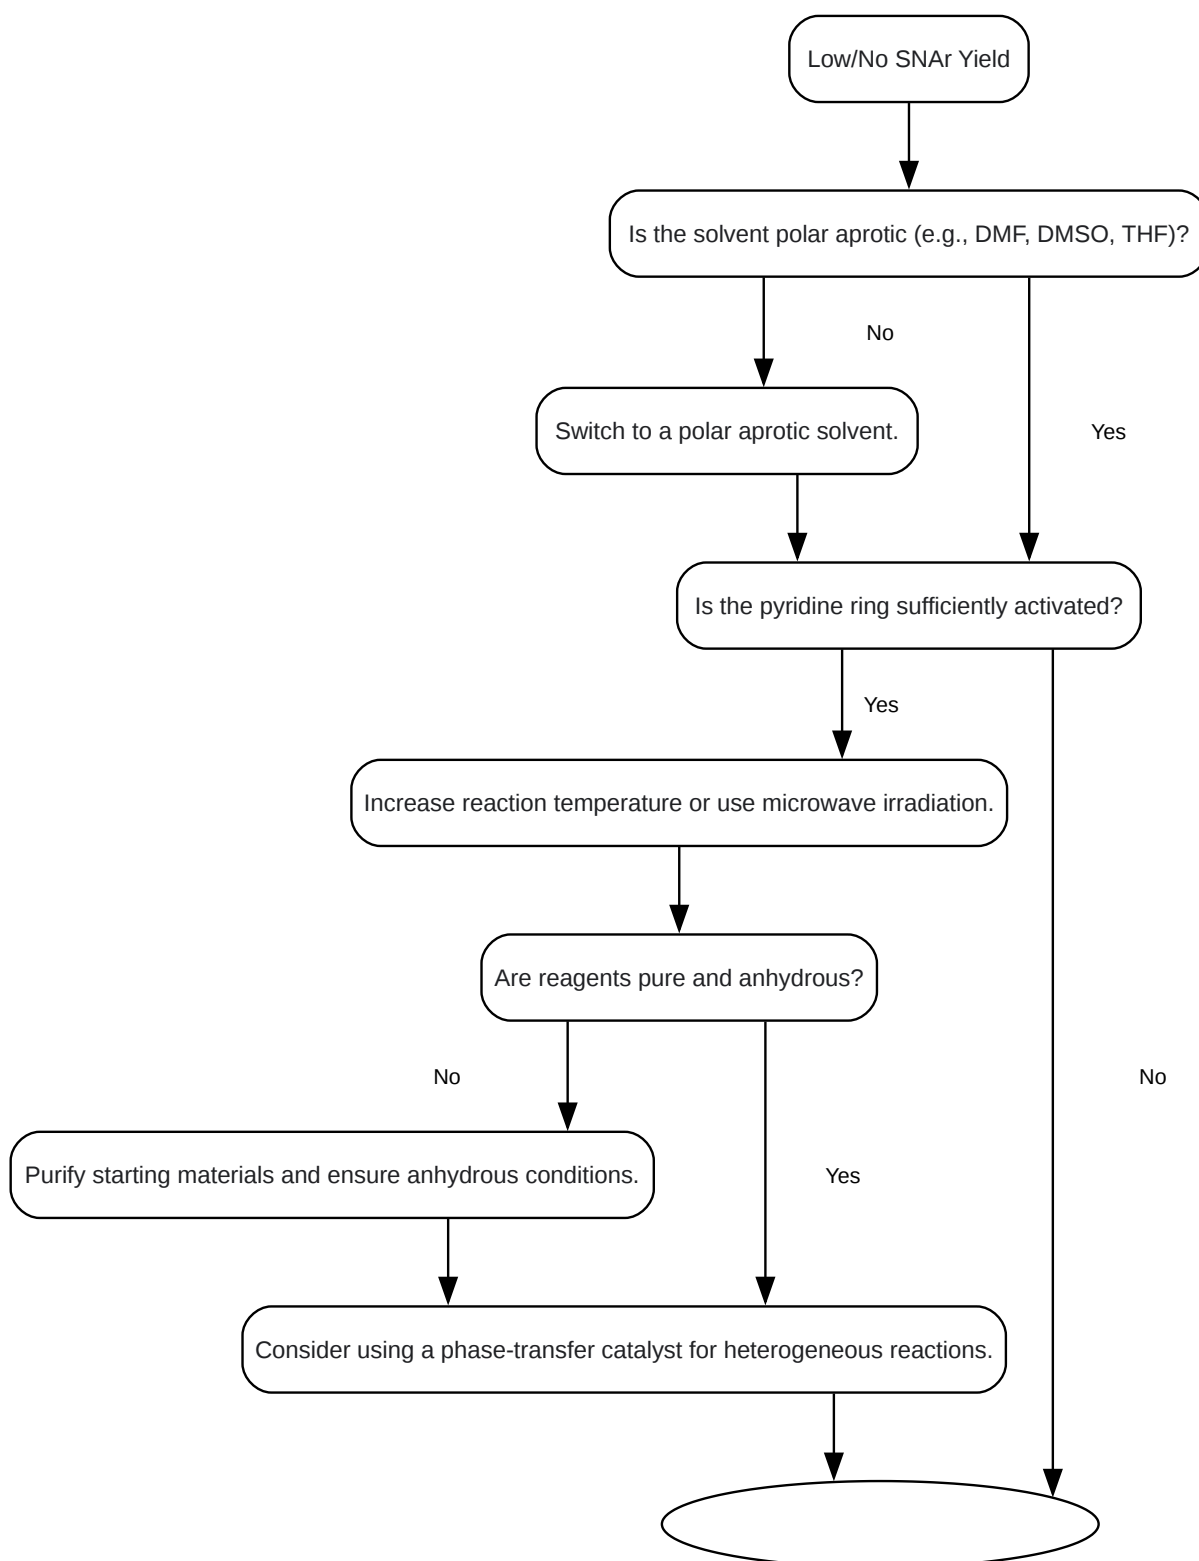 Low/No SNAr Yield
Is the solvent polar aprotic (e.g., DMF, DMSO, THF)?
No
Switch to a polar aprotic solvent.
Yes
Is the pyridine ring sufficiently activated?
Yes
Increase reaction temperature or use microwave irradiation.
Are reagents pure and anhydrous?
No
No
Purify starting materials and ensure anhydrous conditions.
Yes
Consider using a phase-transfer catalyst for heterogeneous reactions.